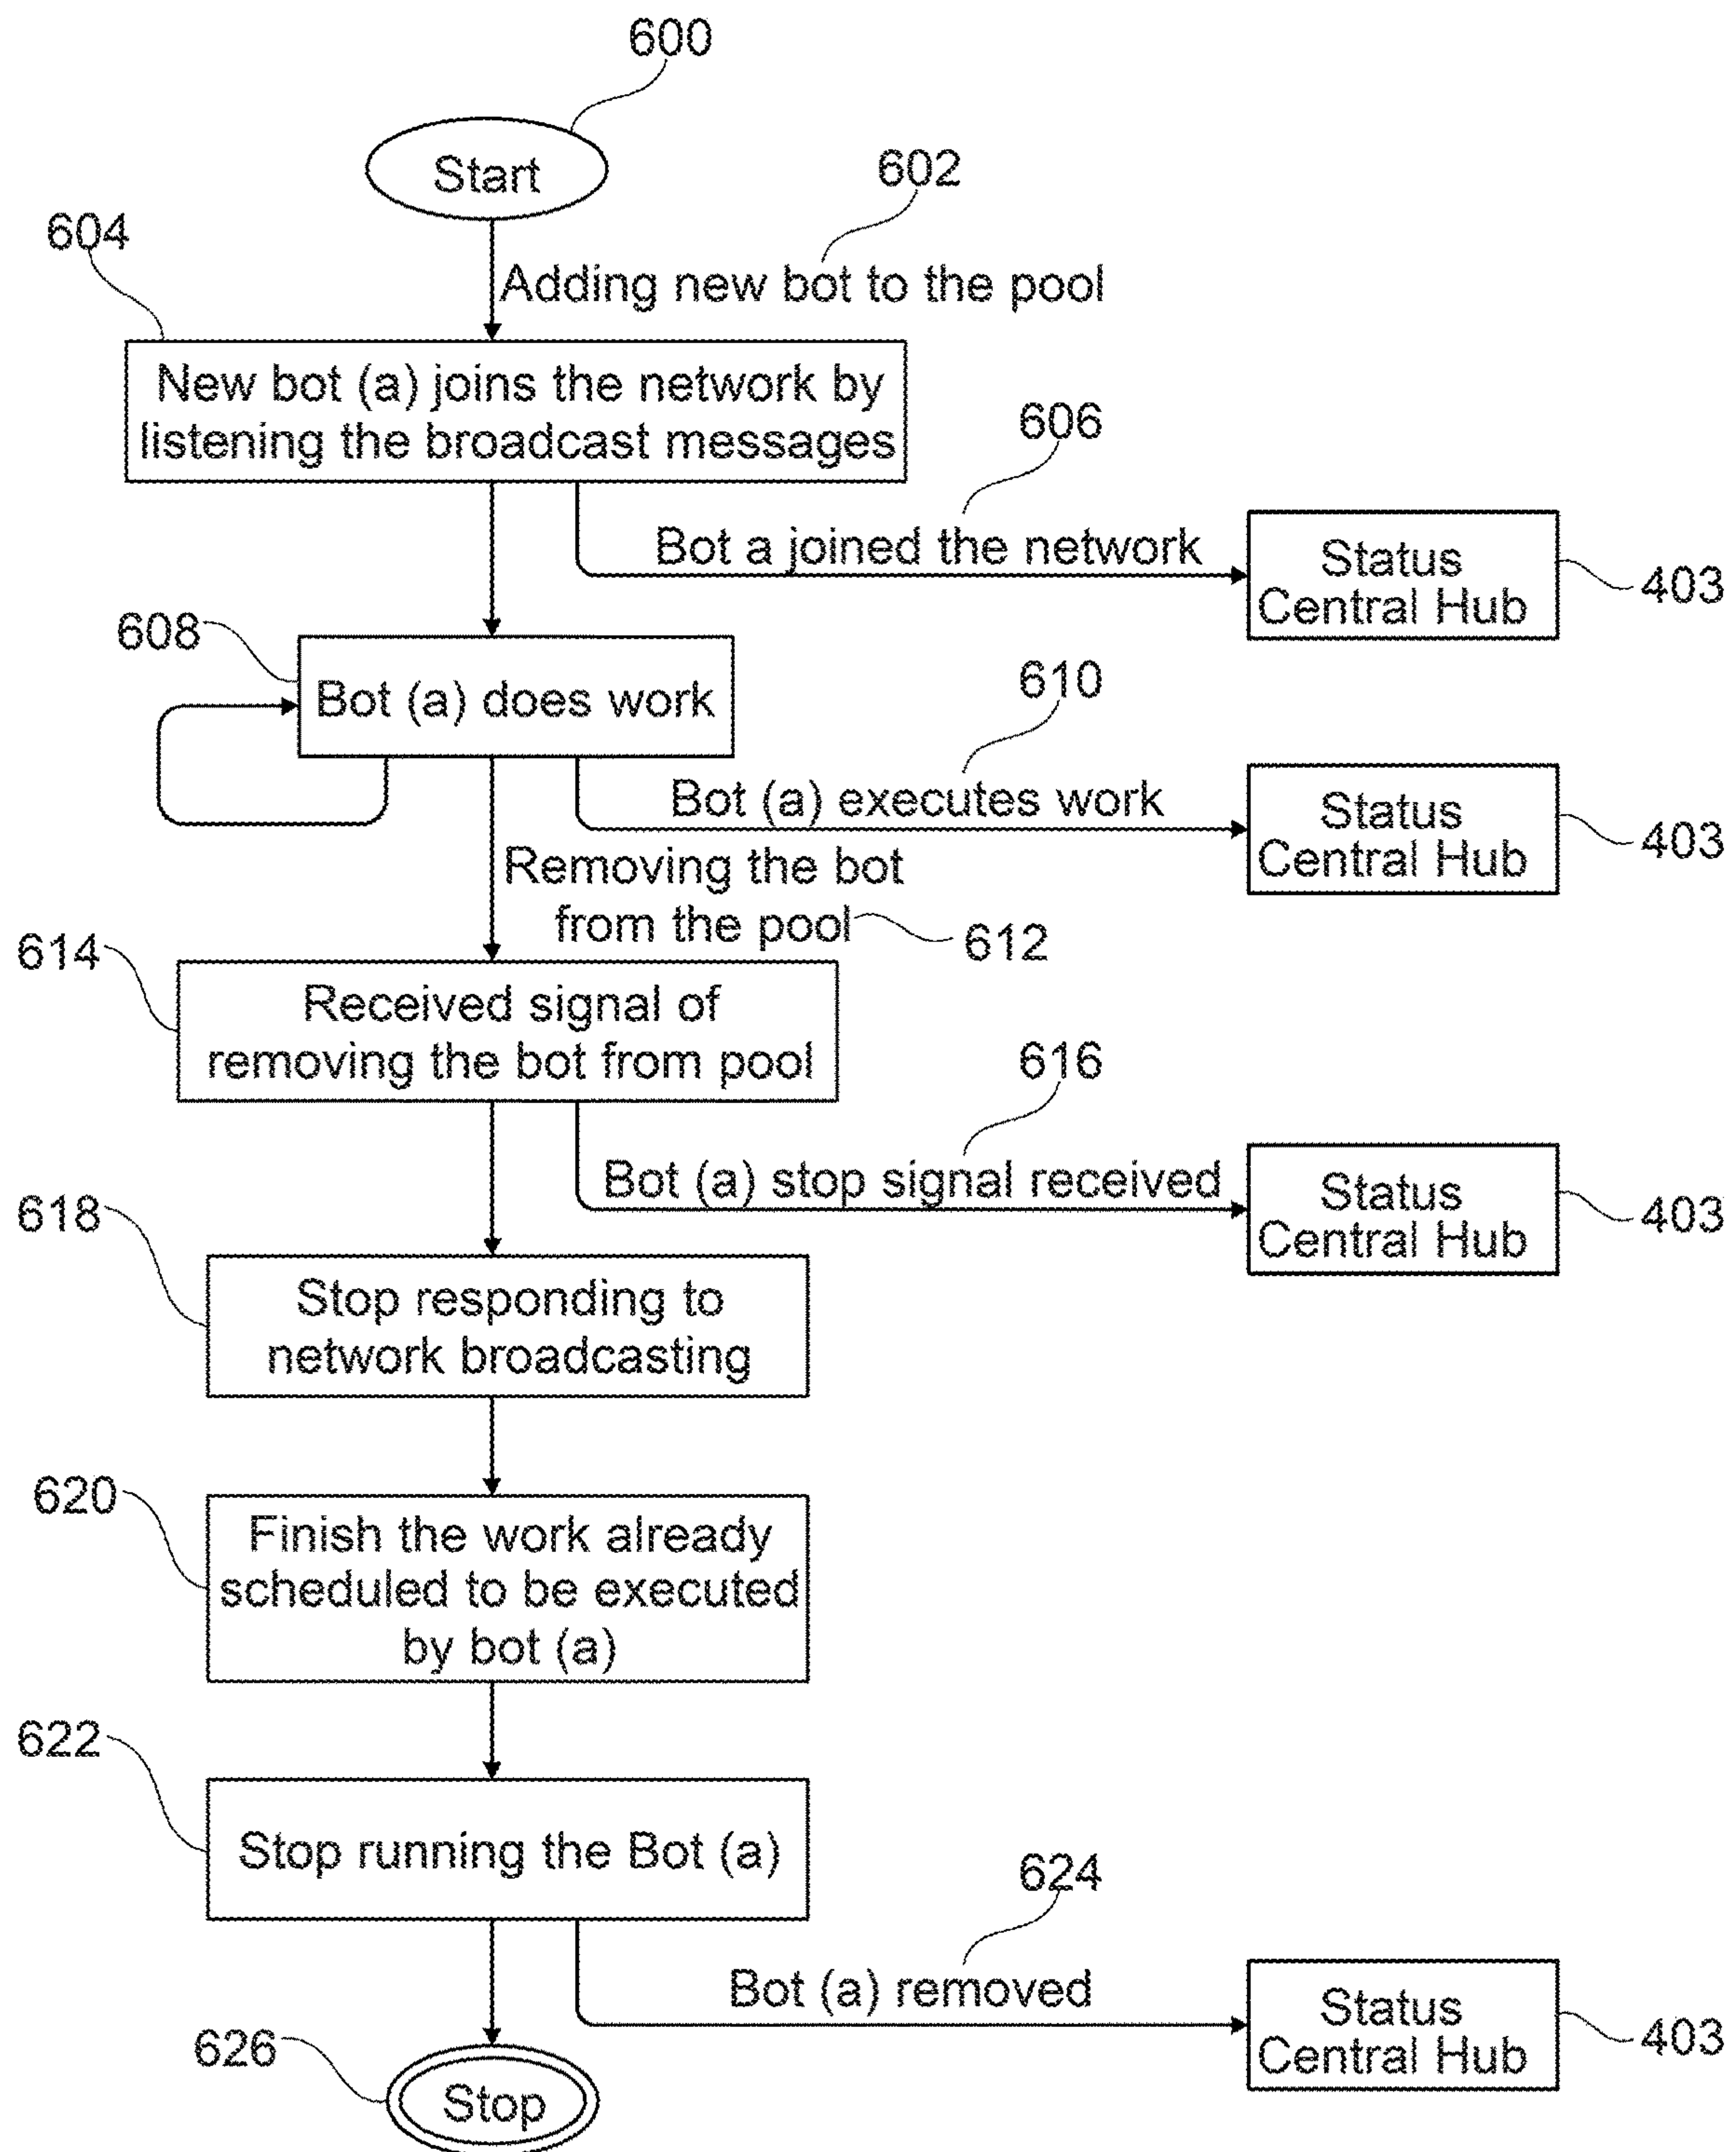 600
Start
602
604
Adding new bot to the pool
New bot (a) joins the network by
listening the broadcast messages
606
Bot a joined the network
Status
Central Hub
403
608
Bot (a) does work
610
Bot (a) executes work
Status
Central Hub
403
Removing the bot
from the pool
612
614
Received signal of
removing the bot from pool
616
Bot (a) stop signal received
Status
Central Hub
403
618
Stop responding to
network broadcasting
620
Finish the work already
scheduled to be executed
by bot (a)
622
Stop running the Bot (a)
624
Bot (a) removed
Status
Central Hub
403
626
Stop